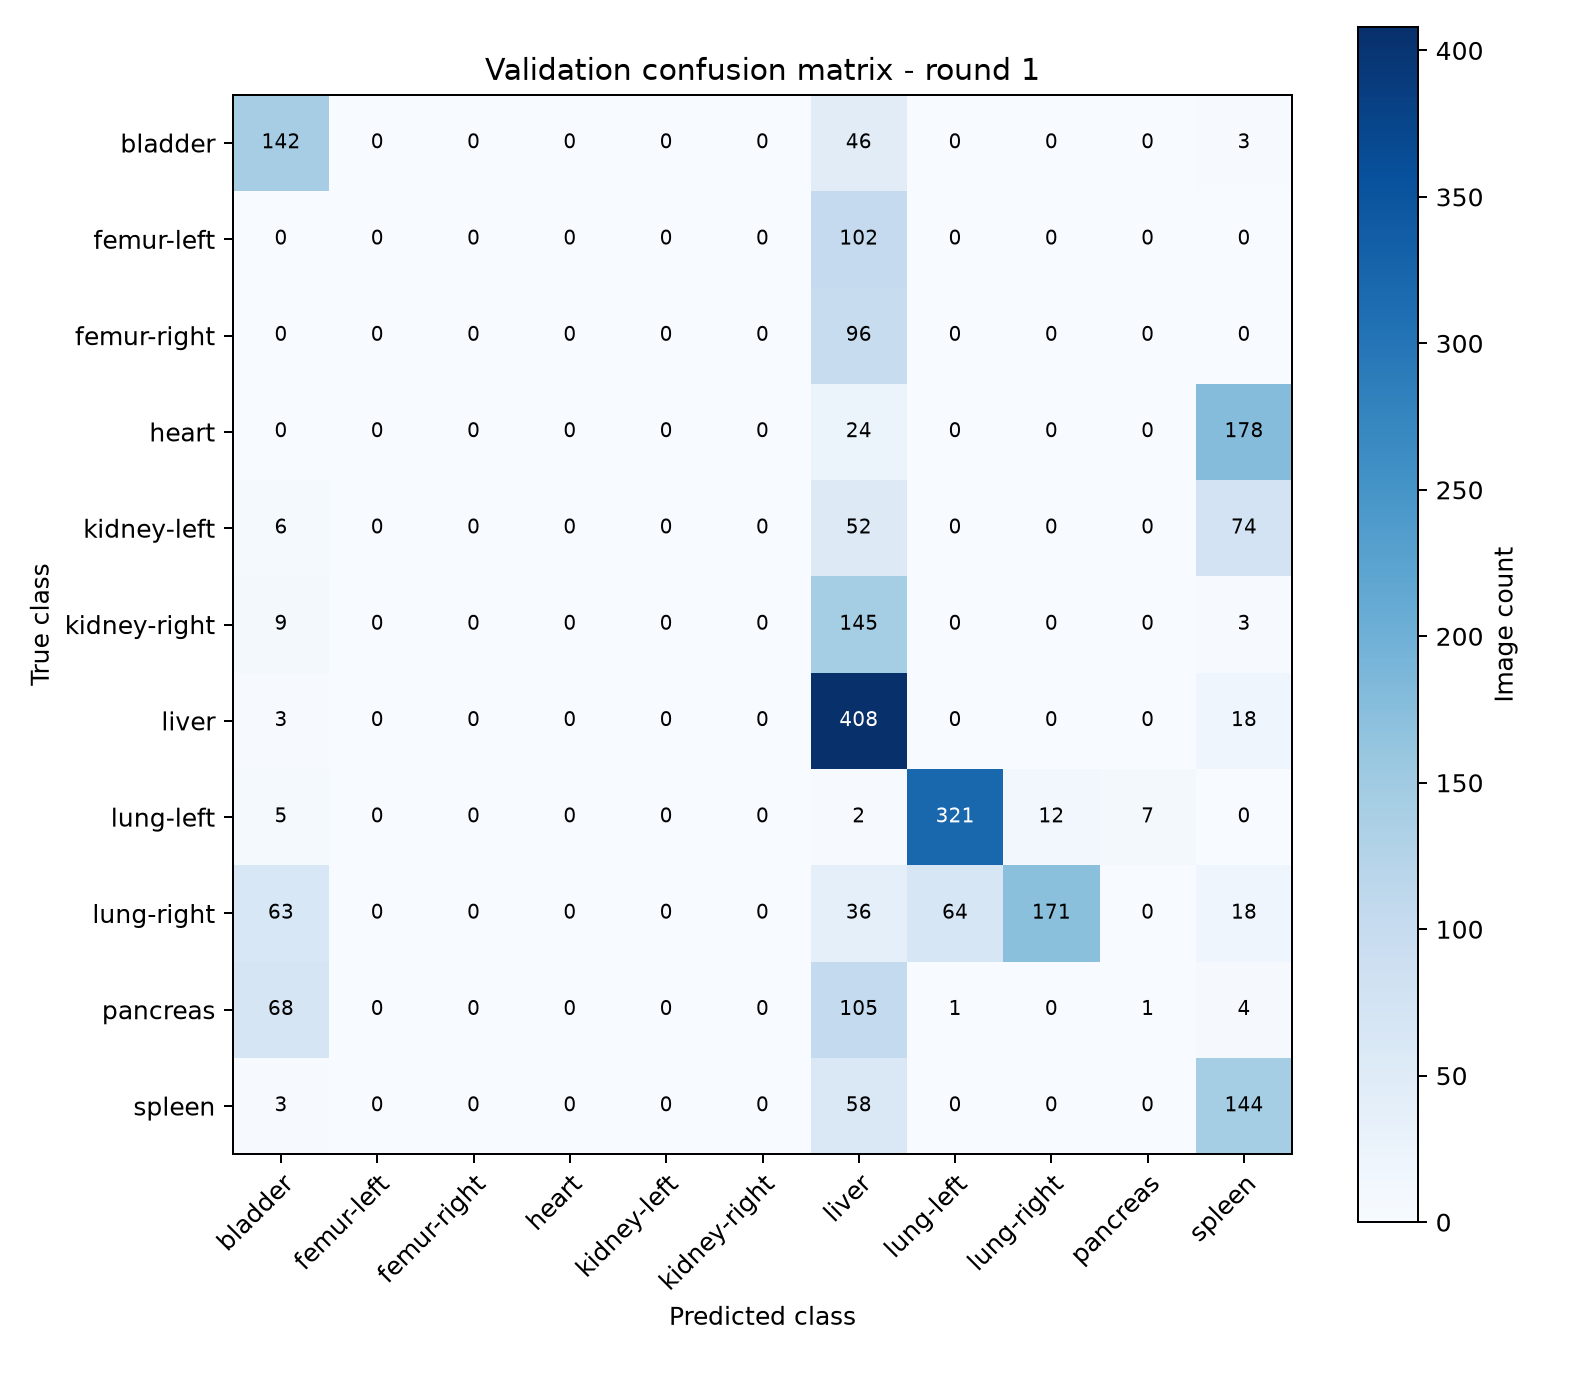 Validation confusion matrix - round 1
bladder 142 0 0 0 0 0 46 0 0 0 3
femur-left 0 0 0 0 0 0 102 0 0 0 0
femur-right 0 0 0 0 0 0 96 0 0 0 0
heart 0 0 0 0 0 0 24 0 0 0 178
kidney-left 6 0 0 0 0 0 52 0 0 0 74
kidney-right 9 0 0 0 0 0 145 0 0 0 3
liver 3 0 0 0 0 0 408 0 0 0 18
lung-left 5 0 0 0 0 0 2 321 12 7 0
lung-right 63 0 0 0 0 0 36 64 171 0 18
pancreas 68 0 0 0 0 0 105 1 0 1 4
spleen 3 0 0 0 0 0 58 0 0 0 144
True class
bladder femur-left femur-right heart kidney-left kidney-right liver lung-left lung-right pancreas spleen
Predicted class
400
350
300
250
200
150
100
50
0
Image count